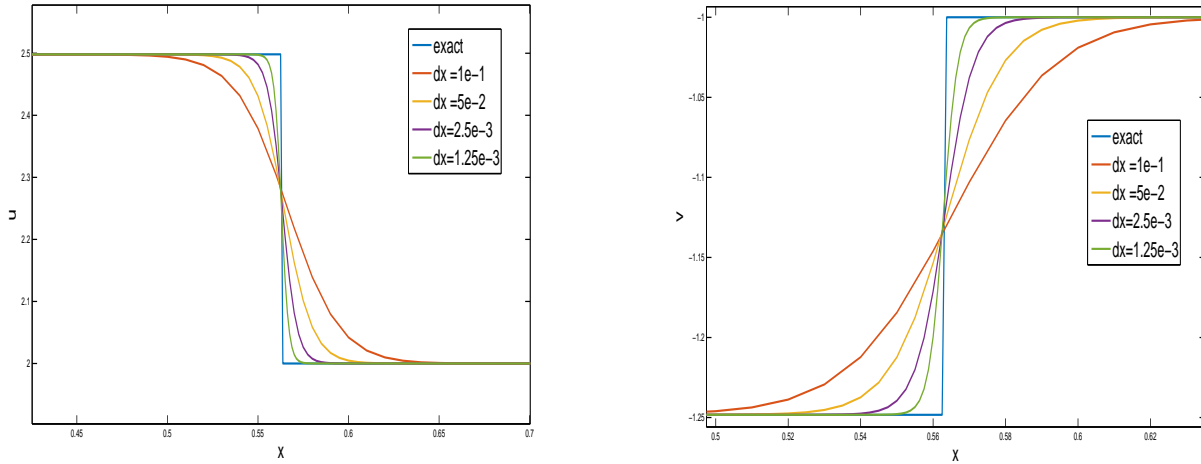 2.5
2.4
2.3
2.2
2.1
2
u
0.45
0.5
0.55
0.6
0.65
0.7
x
exact
dx =1e-1
dx =5e-2
dx=2.5e-3
dx=1.25e-3
-1
-1.05
-1.1
-1.15
-1.2
-1.25
v
0.5
0.52
0.54
0.56
0.58
0.6
0.62
x
exact
dx =1e-1
dx =5e-2
dx=2.5e-3
dx=1.25e-3